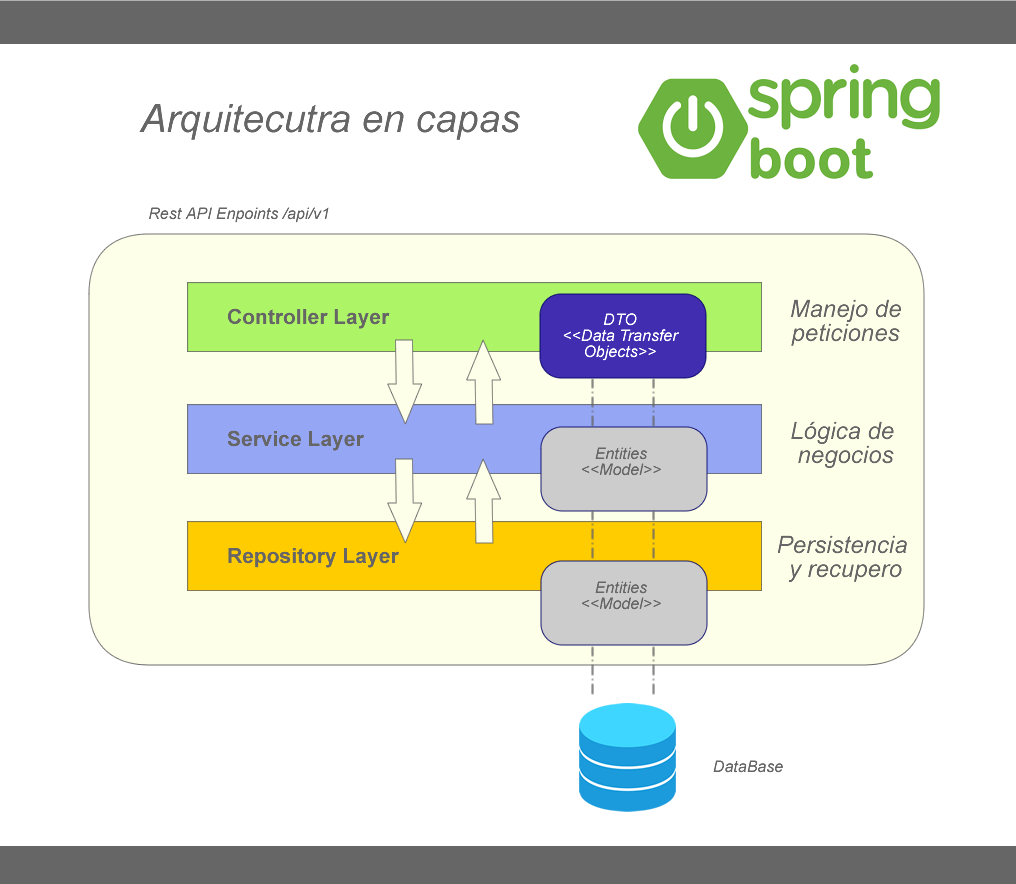 Arquitecutra en capas
spring
boot
Rest API Enpoints /api/v1
Controller Layer
DTO
<<Data Transfer
Objects>>
Manejo de
peticiones
Service Layer
Entities
<<Model>>
Lógica de
negocios
Repository Layer
Entities
<<Model>>
Persistencia
y recupero
DataBase